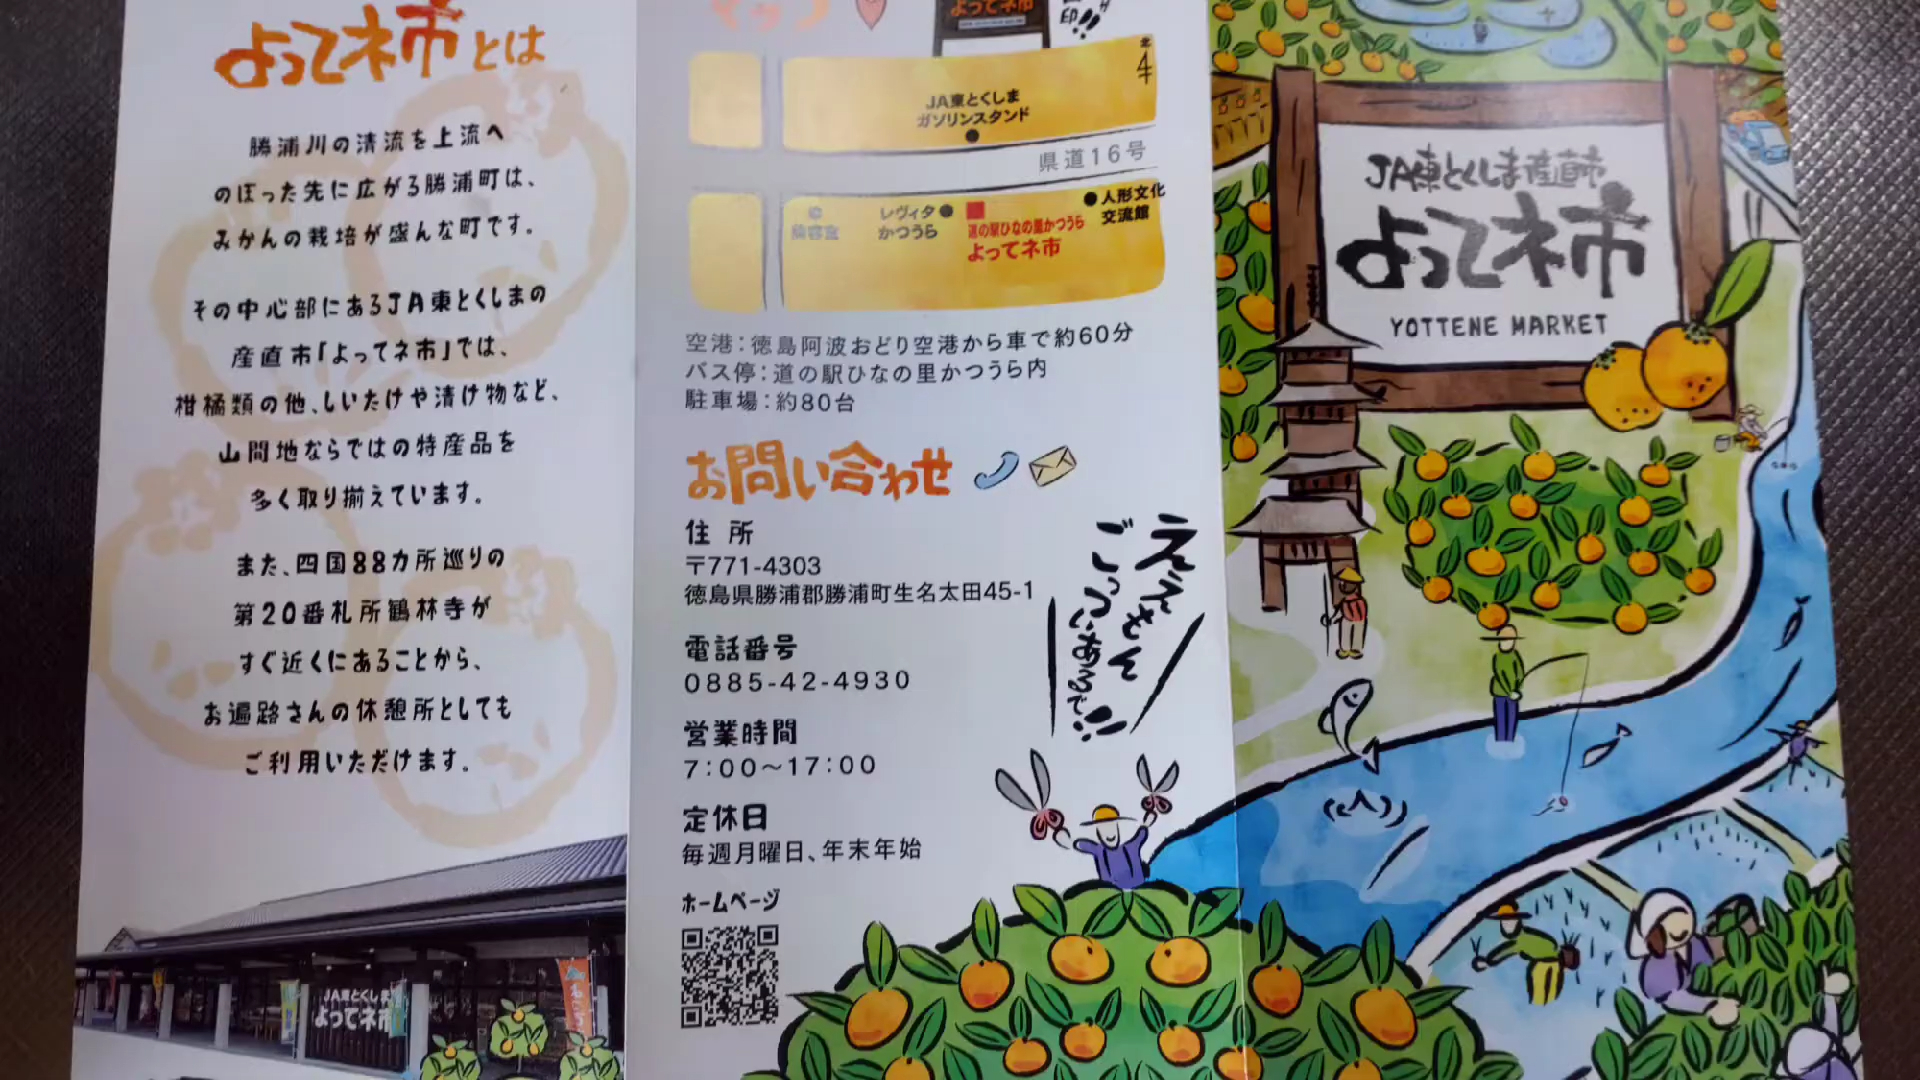 よってネ市とは
勝浦川の清流を上流へ
のぼった先に広がる勝浦町は、
みかんの栽培が盛んな町です。
その中心部にあるJA東とくしまの
産直市「よってネ市」では、
柑橘類の他、しいたけや漬け物など、
山間地ならではの特産品を
多く取り揃えています。
また、四国88カ所巡りの
第20番札所鶴林寺が
すぐ近くにあることから、
お遍路さんの休憩所としても
ご利用いただけます。
JA東とくしま
よってネ市
マップ
よってネ市
印!!
北
JA東とくしま
ガソリンスタンド
県道16号
美容室
レヴィタ
かつうら
道の駅ひなの里かつうら
よってネ市
人形文化
交流館
空港:徳島阿波おどり空港から車で約60分
バス停:道の駅ひなの里かつうら内
駐車場:約80台
お問い合わせ
住所
〒771-4303
徳島県勝浦郡勝浦町生名太田45-1
電話番号
0885-42-4930
営業時間
7:00〜17:00
定休日
毎週月曜日、年末年始
ホームページ
ええもん
ごっつい
あるで!!
JA東とくしま産直市
よってネ市
YOTTENE MARKET